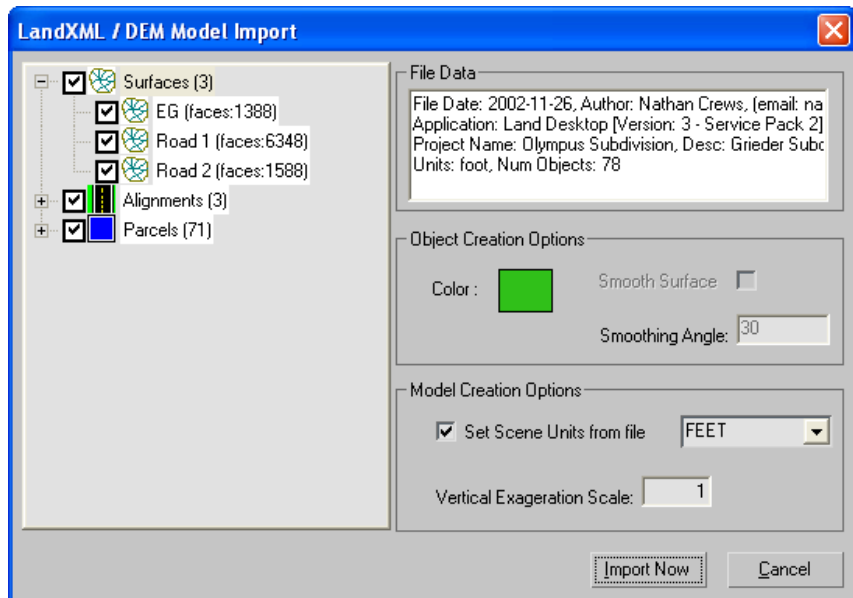 LandXML / DEM Model Import
Surfaces (3)
EG (faces:1388)
Road 1 (faces:6348)
Road 2 (faces:1588)
Alignments (3)
Parcels (71)
File Data
File Date: 2002-11-26, Author: Nathan Crews, (email: na
Application: Land Desktop [Version: 3 - Service Pack 2]
Project Name: Olympus Subdivision, Desc: Grieder Subc
Units: foot, Num Objects: 78
Object Creation Options
Color :
Smooth Surface
Smoothing Angle: 30
Model Creation Options
Set Scene Units from file FEET
Vertical Exageration Scale: 1
Import Now Cancel